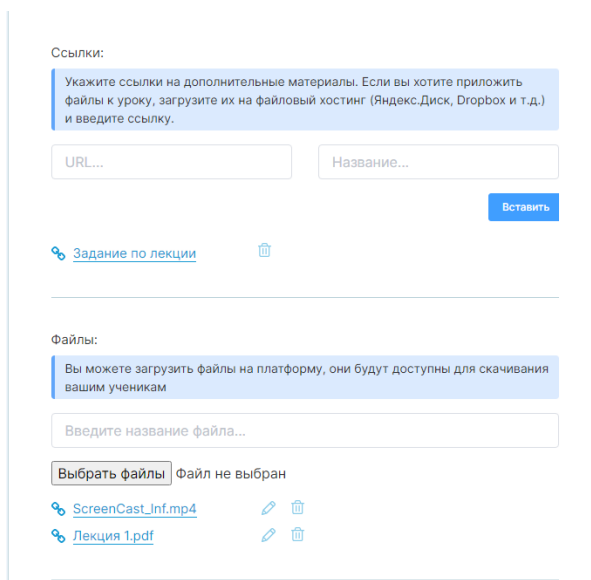 Ссылки:
Укажите ссылки на дополнительные материалы. Если вы хотите приложить
файлы к уроку, загрузите их на файловый хостинг (Яндекс.Диск, Dropbox и т.д.)
и введите ссылку.
URL...
Название...
Вставить
Задание по лекции
Файлы:
Вы можете загрузить файлы на платформу, они будут доступны для скачивания
вашим ученикам
Введите название файла...
Выбрать файлы Файл не выбран
ScreenCast_Inf.mp4
Лекция 1.pdf